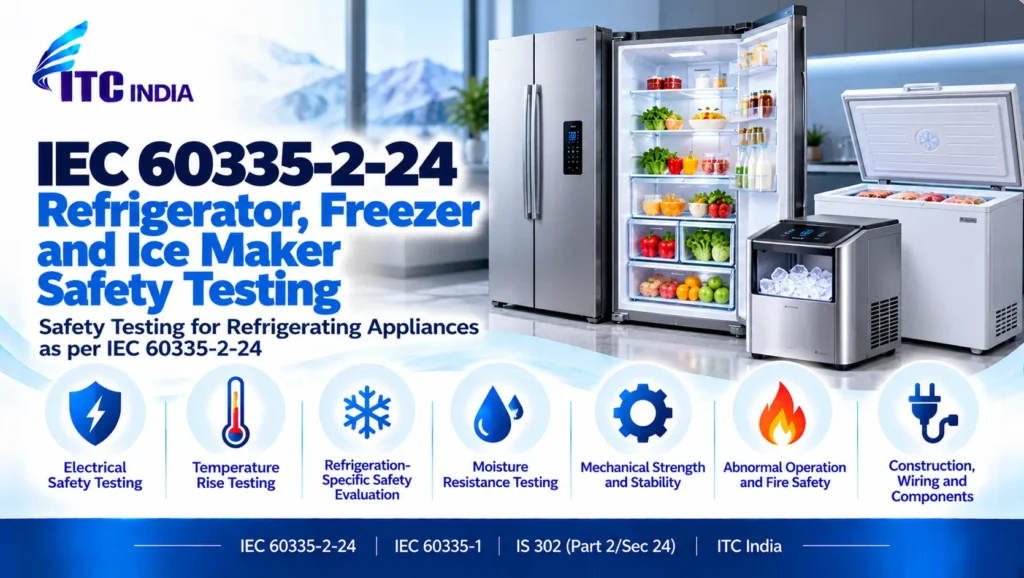 ITC INDIA
IEC 60335-2-24
Refrigerator, Freezer
and Ice Maker
Safety Testing
Safety Testing for Refrigerating Appliances
as per IEC 60335-2-24
Electrical
Safety Testing
Temperature
Rise Testing
Refrigeration-
Specific Safety
Evaluation
Moisture
Resistance Testing
Mechanical Strength
and Stability
Abnormal Operation
and Fire Safety
Construction,
Wiring and
Components
IEC 60335-2-24 | IEC 60335-1 | IS 302 (Part 2/Sec 24) | ITC India